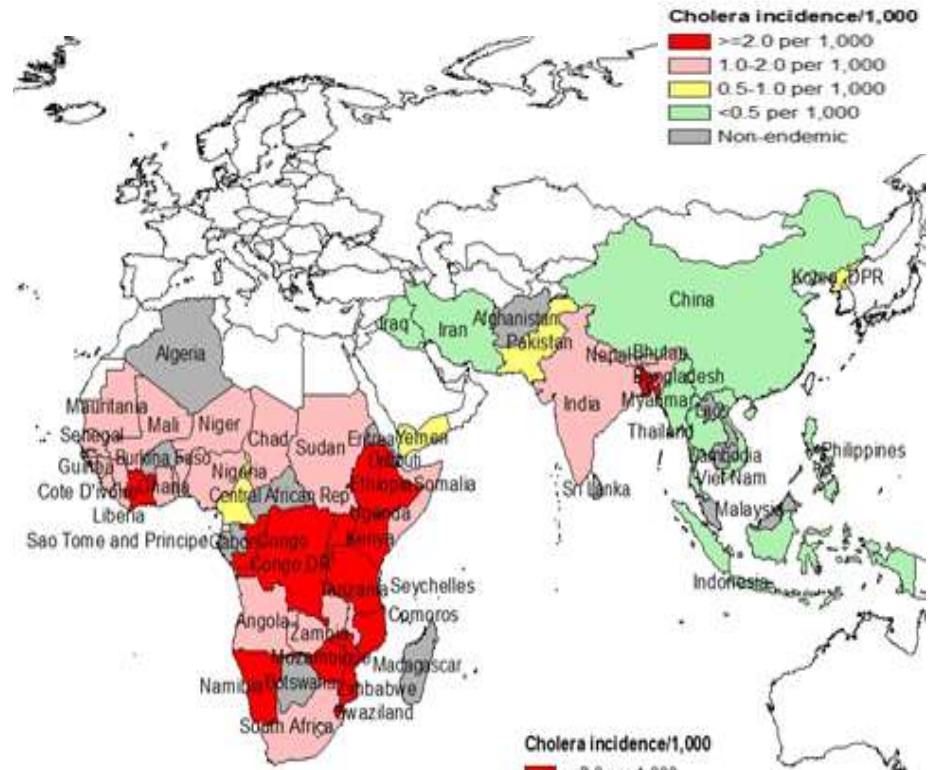 Cholera incidence/1,000
>=2.0 per 1,000
1.0-2.0 per 1,000
0.5-1.0 per 1,000
<0.5 per 1,000
Non-endemic
Korea, DPR
China
Iraq
Iran
Afghanistan
Pakistan
Algeria
Nepal
Bhutan
Bangladesh
India
Myanmar
Mauritania
Mali
Niger
Chad
Sudan
Eritrea
Yemen
Thailand
Senegal
Djibouti
Philippines
Guinea
Burkina Faso
Nigeria
Cambodia
Ethiopia
Somalia
Viet Nam
Cote D'ivoire
Ghana
Central African Rep
Sri Lanka
Liberia
Uganda
Malaysia
Sao Tome and Principe
Gabon
Congo
Kenya
Congo DR
Tanzania
Seychelles
Indonesia
Angola
Comoros
Zambia
Mozambique
Madagascar
Namibia
Botswana
Zimbabwe
Swaziland
South Africa
Cholera incidence/1,000